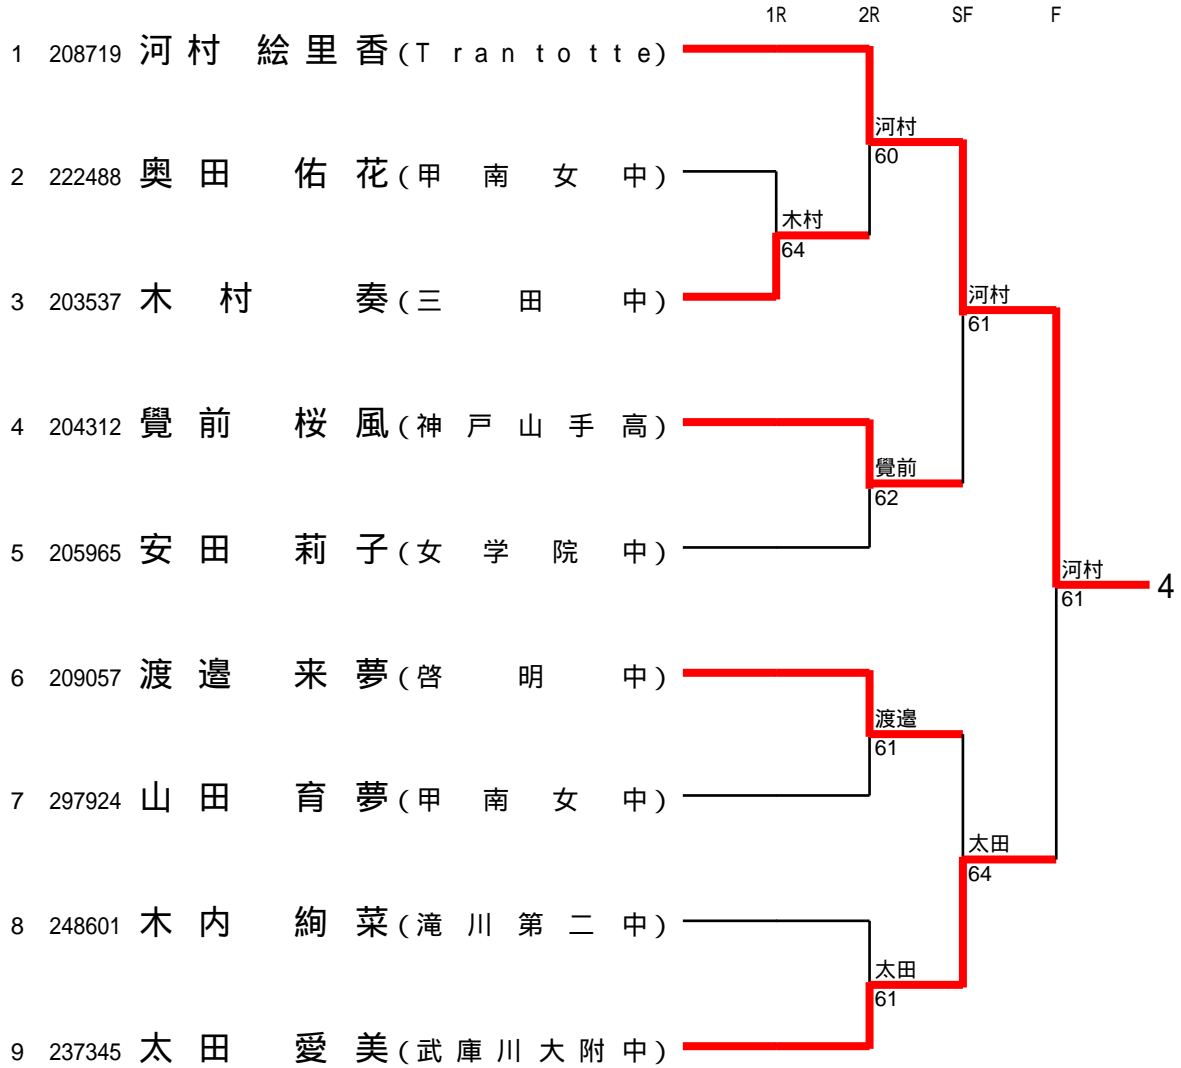 1R 2R SF F
1 208719 河村 絵里香(Trantotte)
河村
60
2 222488 奥田 佑花(甲南女中)
木村
64
3 203537 木村 奏(三田中)
河村
61
4 204312 覺前 桜風(神戸山手高)
覺前
62
5 205965 安田 莉子(女学院中)
河村
61 4
6 209057 渡邉 来夢(啓明中)
渡邉
61
7 297924 山田 育夢(甲南女中)
太田
64
8 248601 木内 絢菜(滝川第二中)
太田
61
9 237345 太田 愛美(武庫川大附中)